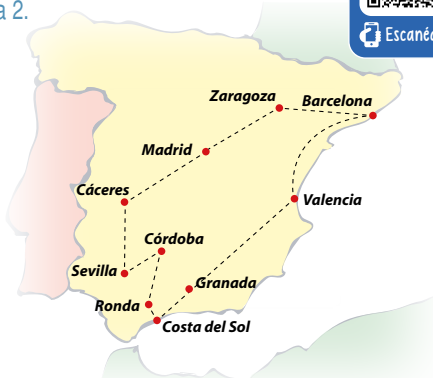 a 2.
Escanéa
Zaragoza
Barcelona
Madrid
Cáceres
Valencia
Córdoba
Sevilla
Granada
Ronda
Costa del Sol